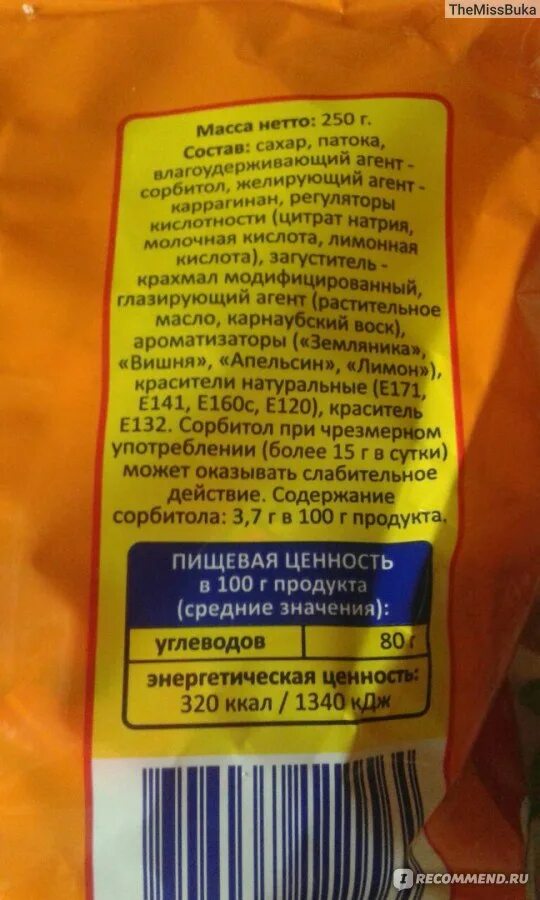 TheMissBuka
Масса нетто: 250 г.
Состав: сахар, патока,
влагоудерживающий агент -
сорбитол, желирующий агент -
каррагинан, регуляторы
кислотности (цитрат натрия,
молочная кислота, лимонная
кислота), загуститель -
крахмал модифицированный,
глазирующий агент (растительное
масло, карнаубский воск),
ароматизаторы («Земляника»,
«Вишня», «Апельсин», «Лимон»),
красители натуральные (Е171,
Е141, Е160с, Е120), краситель
Е132. Сорбитол при чрезмерном
употреблении (более 15 г в сутки)
может оказывать слабительное
действие. Содержание
сорбитола: 3,7 г в 100 г продукта.
ПИЩЕВАЯ ЦЕННОСТЬ
в 100 г продукта
(средние значения):
углеводов 80 г
энергетическая ценность:
320 ккал / 1340 кДж
IRECOMMEND.RU